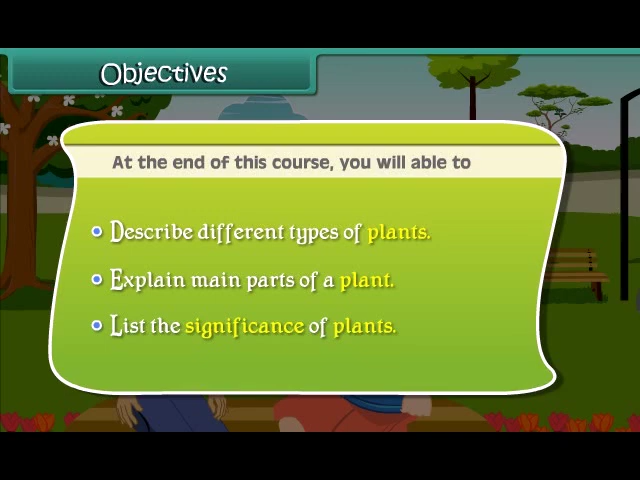 Objectives
At the end of this course, you will able to
Describe different types of plants.
Explain main parts of a plant.
List the significance of plants.